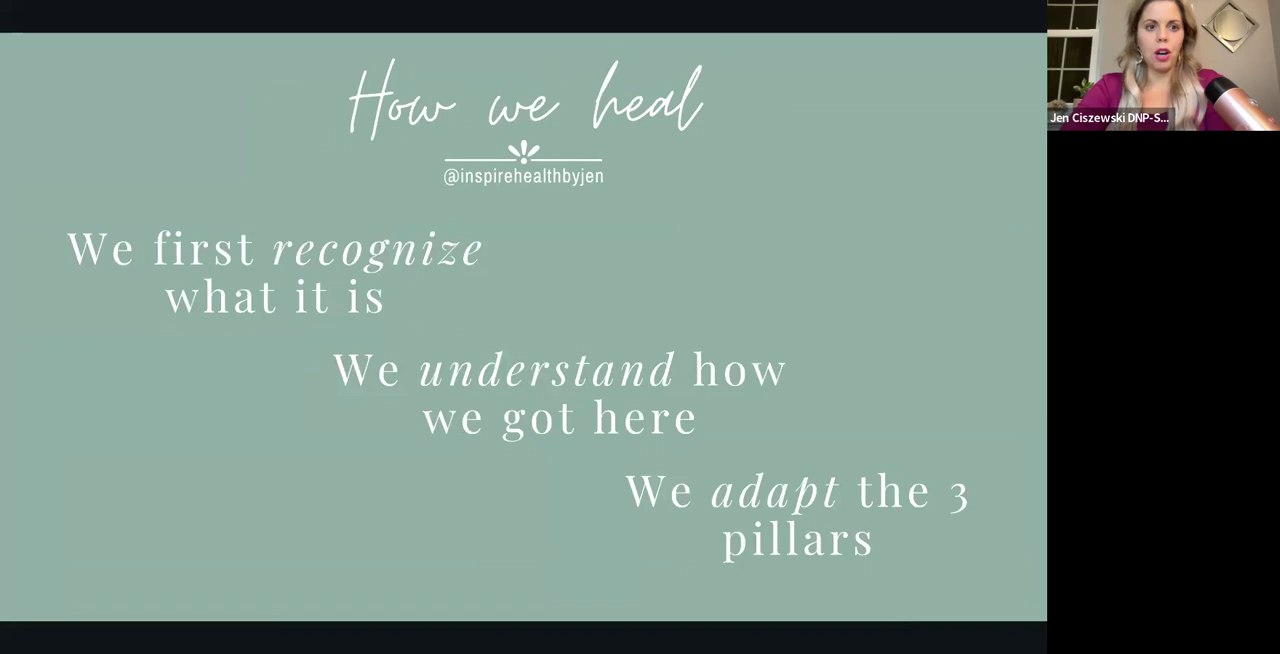 How we heal
@inspirehealthbyjen
We first recognize
what it is
We understand how
we got here
We adapt the 3
pillars
Jen Ciszewski DNP-S...